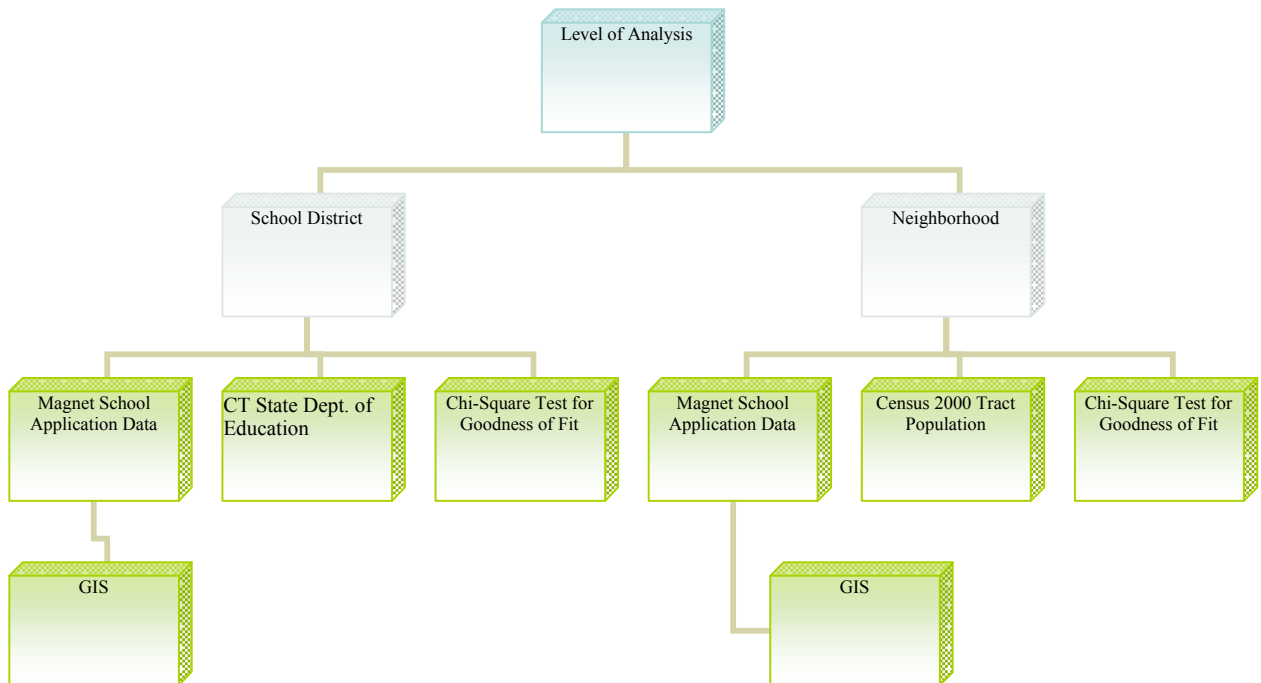 Level of Analysis
School District
Neighborhood
Magnet School
Application Data
CT State Dept. of
Education
Chi-Square Test for
Goodness of Fit
Magnet School
Application Data
Census 2000 Tract
Population
Chi-Square Test for
Goodness of Fit
GIS
GIS